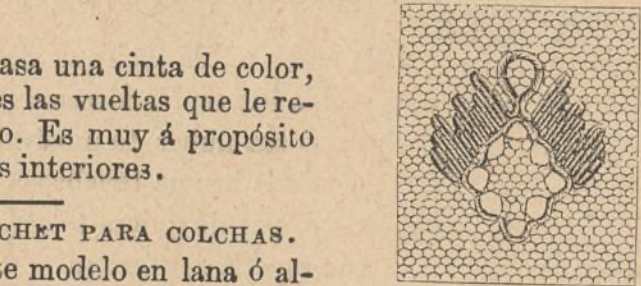 asa una cinta de color,
es las vueltas que le re-
o. Es muy á propósito
s interiores.
CHET PARA COLCHAS.
te modelo en lana ó al-